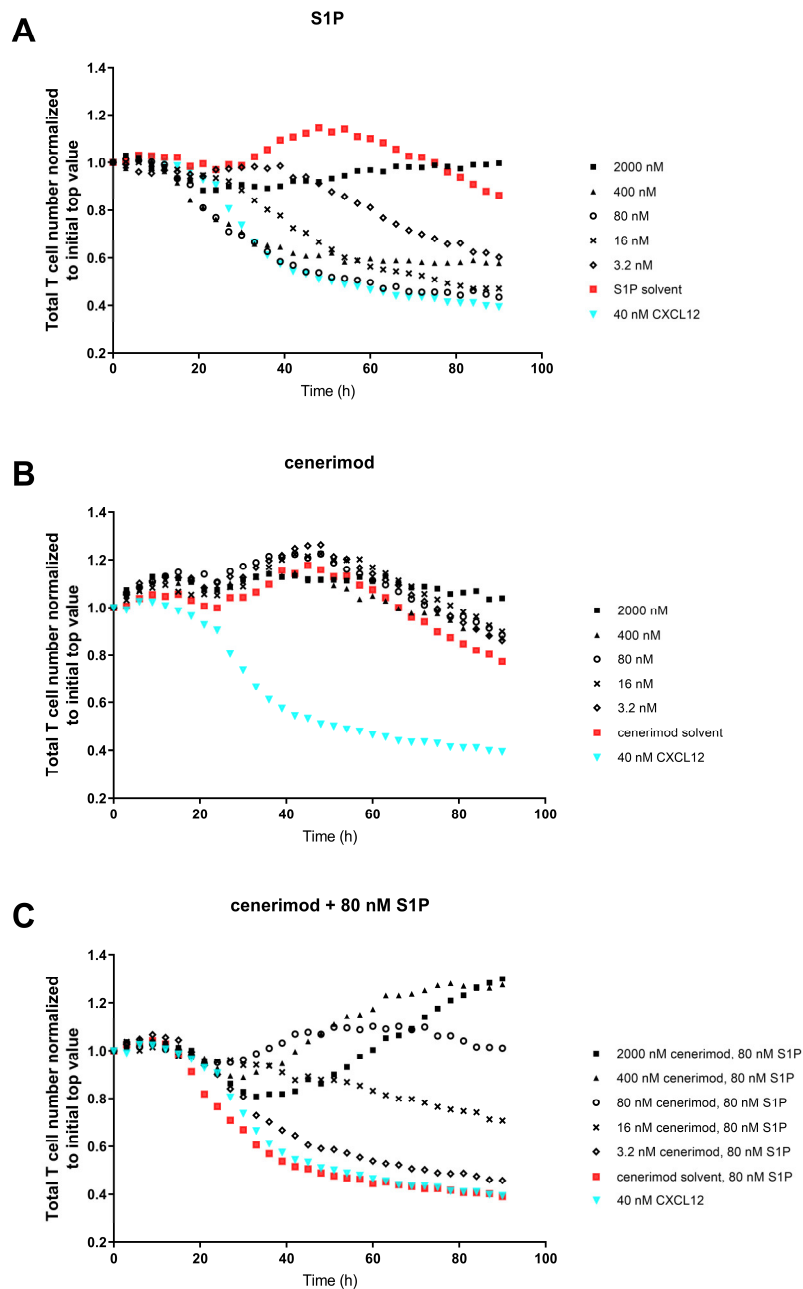 A
S1P
Total T cell number normalized
to initial top value
1.4
1.2
1.0
0.8
0.6
0.4
0.2
0
20
40
60
80
100
Time (h)
2000 nM
400 nM
80 nM
16 nM
3.2 nM
S1P solvent
40 nM CXCL12
B
cenerimod
Total T cell number normalized
to initial top value
1.4
1.2
1.0
0.8
0.6
0.4
0.2
0
20
40
60
80
100
Time (h)
2000 nM
400 nM
80 nM
16 nM
3.2 nM
cenerimod solvent
40 nM CXCL12
C
cenerimod + 80 nM S1P
Total T cell number normalized
to initial top value
1.4
1.2
1.0
0.8
0.6
0.4
0.2
0
20
40
60
80
100
Time (h)
2000 nM cenerimod, 80 nM S1P
400 nM cenerimod, 80 nM S1P
80 nM cenerimod, 80 nM S1P
16 nM cenerimod, 80 nM S1P
3.2 nM cenerimod, 80 nM S1P
cenerimod solvent, 80 nM S1P
40 nM CXCL12